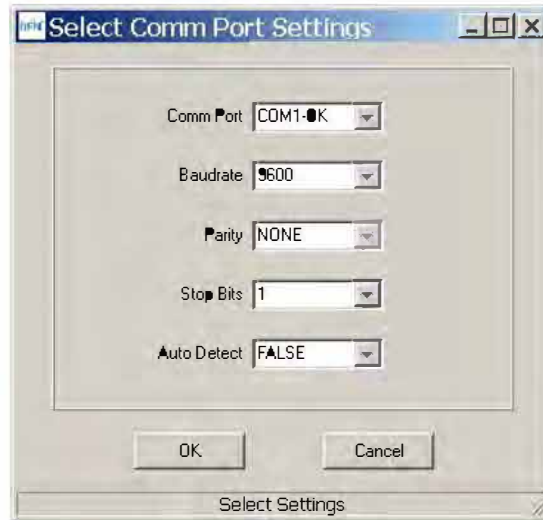 Select Comm Port Settings
Comm Port COM1-OK
Baudrate 9600
Parity NONE
Stop Bits 1
Auto Detect FALSE
OK Cancel
Select Settings